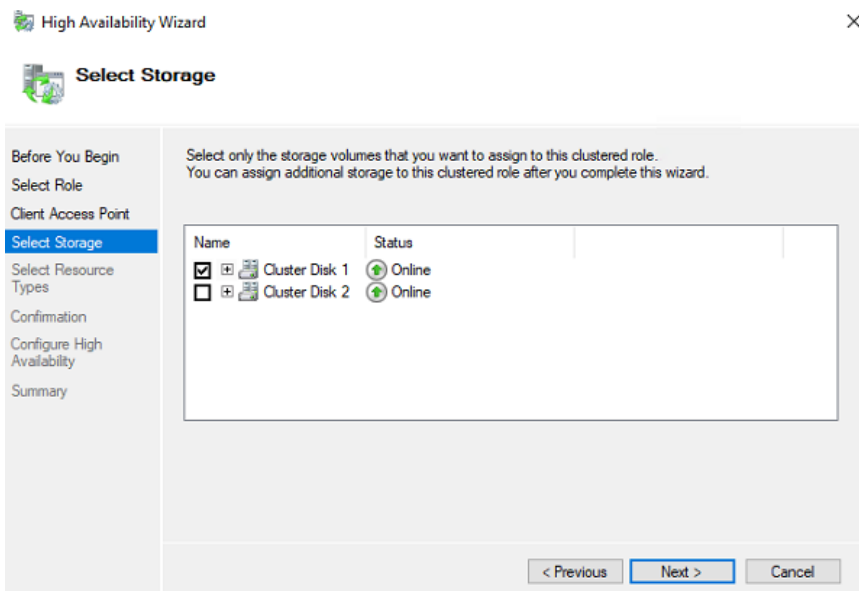 High Availability Wizard
Select Storage
Before You Begin
Select Role
Client Access Point
Select Storage
Select Resource
Types
Confirmation
Configure High
Availability
Summary
Select only the storage volumes that you want to assign to this clustered role.
You can assign additional storage to this clustered role after you complete this wizard.
Name Status
Cluster Disk 1 Online
Cluster Disk 2 Online
< Previous Next > Cancel